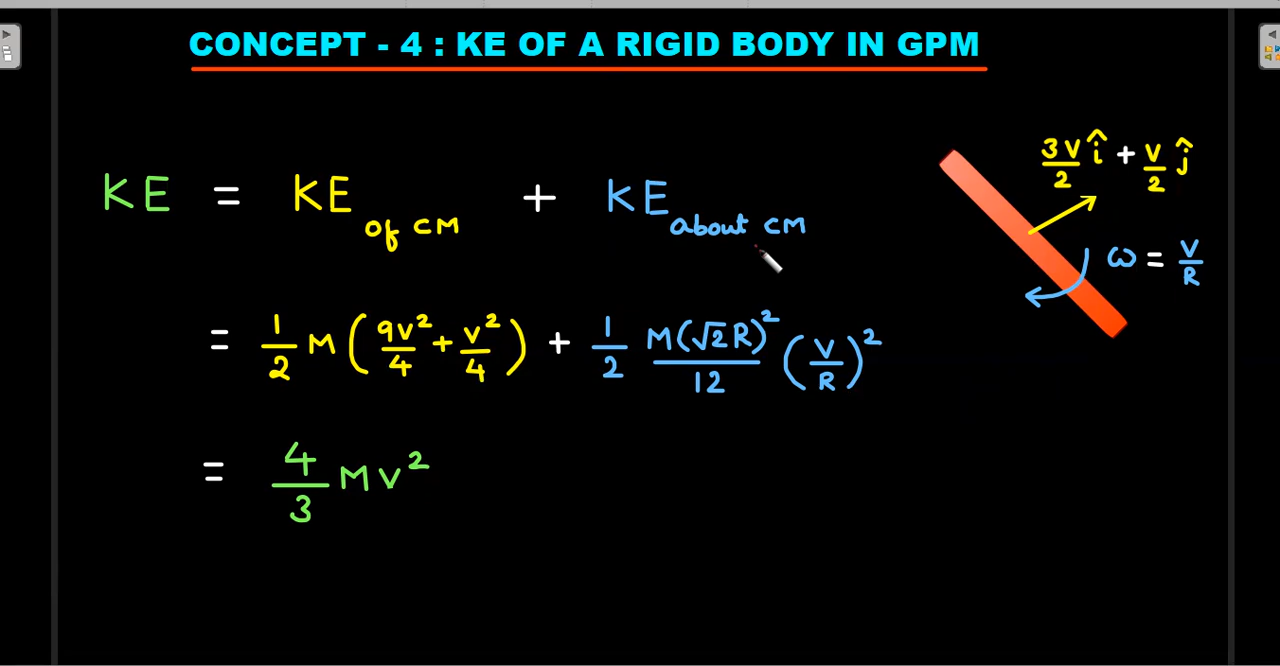 CONCEPT - 4 : KE OF A RIGID BODY IN GPM
3V/2 î + V/2 ĵ
KE = KE of CM + KE about CM
ω = V/R
= 1/2 M (9V²/4 + V²/4) + 1/2 M(√2R)²/12 (V/R)²
= 4/3 MV²